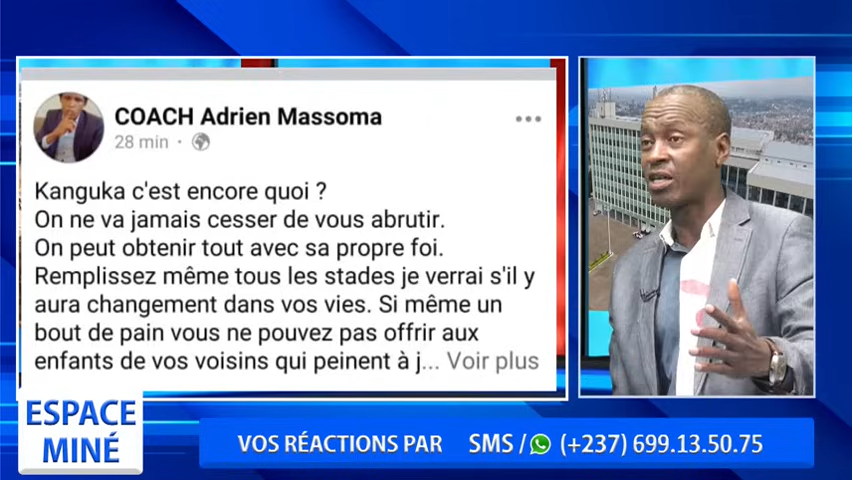 COACH Adrien Massoma
28 min
Kanguka c'est encore quoi ?
On ne va jamais cesser de vous abrutir.
On peut obtenir tout avec sa propre foi.
Remplissez même tous les stades je verrai s'il y
aura changement dans vos vies. Si même un
bout de pain vous ne pouvez pas offrir aux
enfants de vos voisins qui peinent à j... Voir plus
ESPACE
MINÉ
VOS RÉACTIONS PAR SMS / (+237) 699.13.50.75